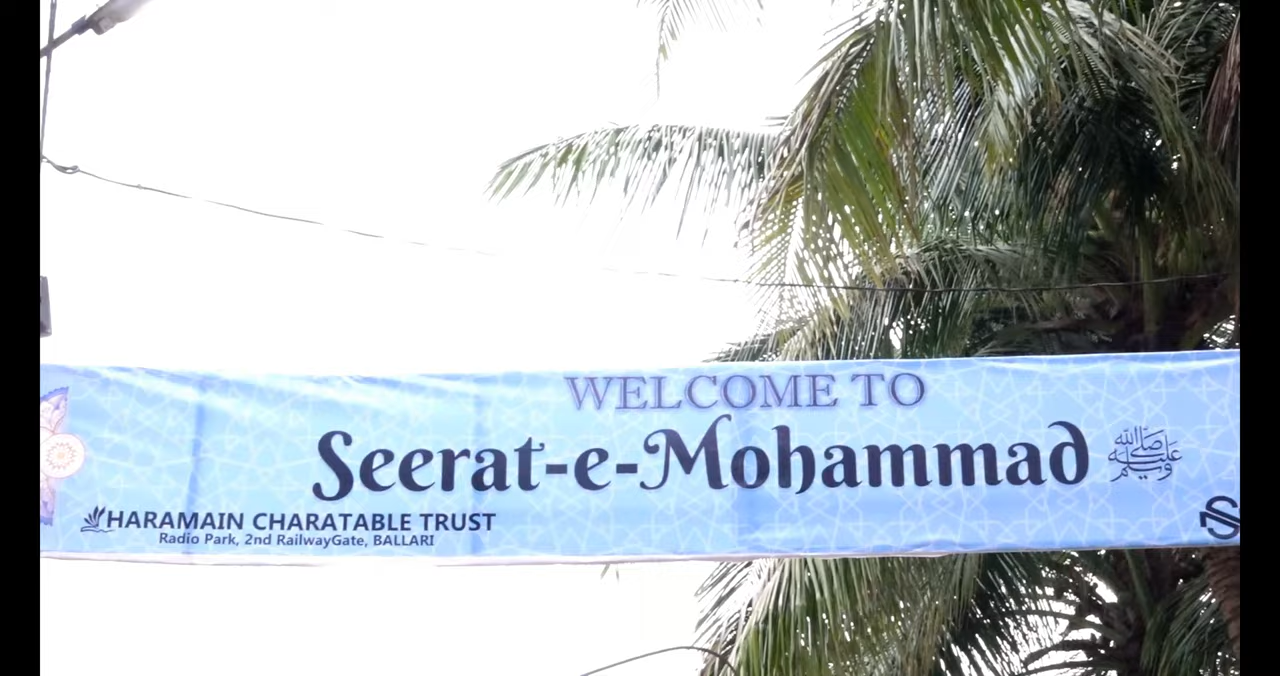 WELCOME TO
Seerat-e-Mohammad ﷺ
HARAMAIN CHARATABLE TRUST
Radio Park, 2nd RailwayGate, BALLARI